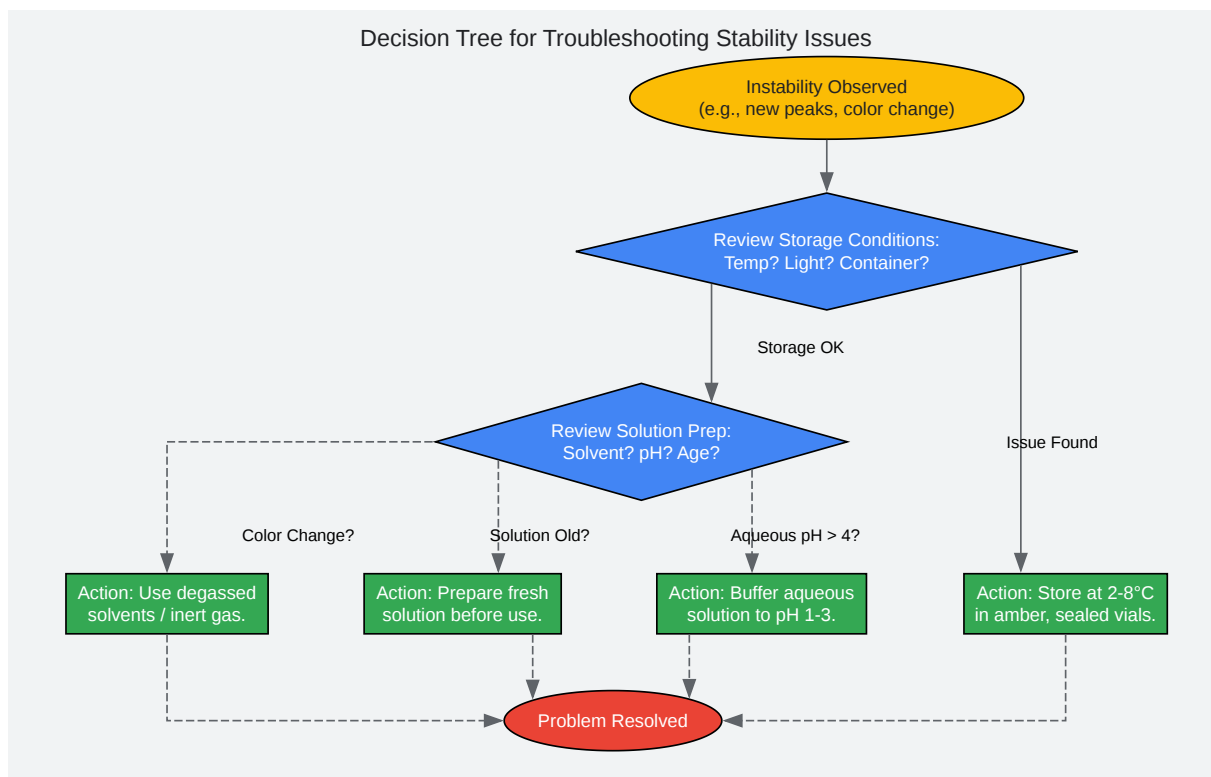 Decision Tree for Troubleshooting Stability Issues
Instability Observed
(e.g., new peaks, color change)
Review Storage Conditions:
Temp? Light? Container?
Storage OK
Review Solution Prep:
Solvent? pH? Age?
Issue Found
Color Change?
Solution Old?
Aqueous pH > 4?
Action: Use degassed
solvents / inert gas.
Action: Prepare fresh
solution before use.
Action: Buffer aqueous
solution to pH 1-3.
Action: Store at 2-8°C
in amber, sealed vials.
Problem Resolved